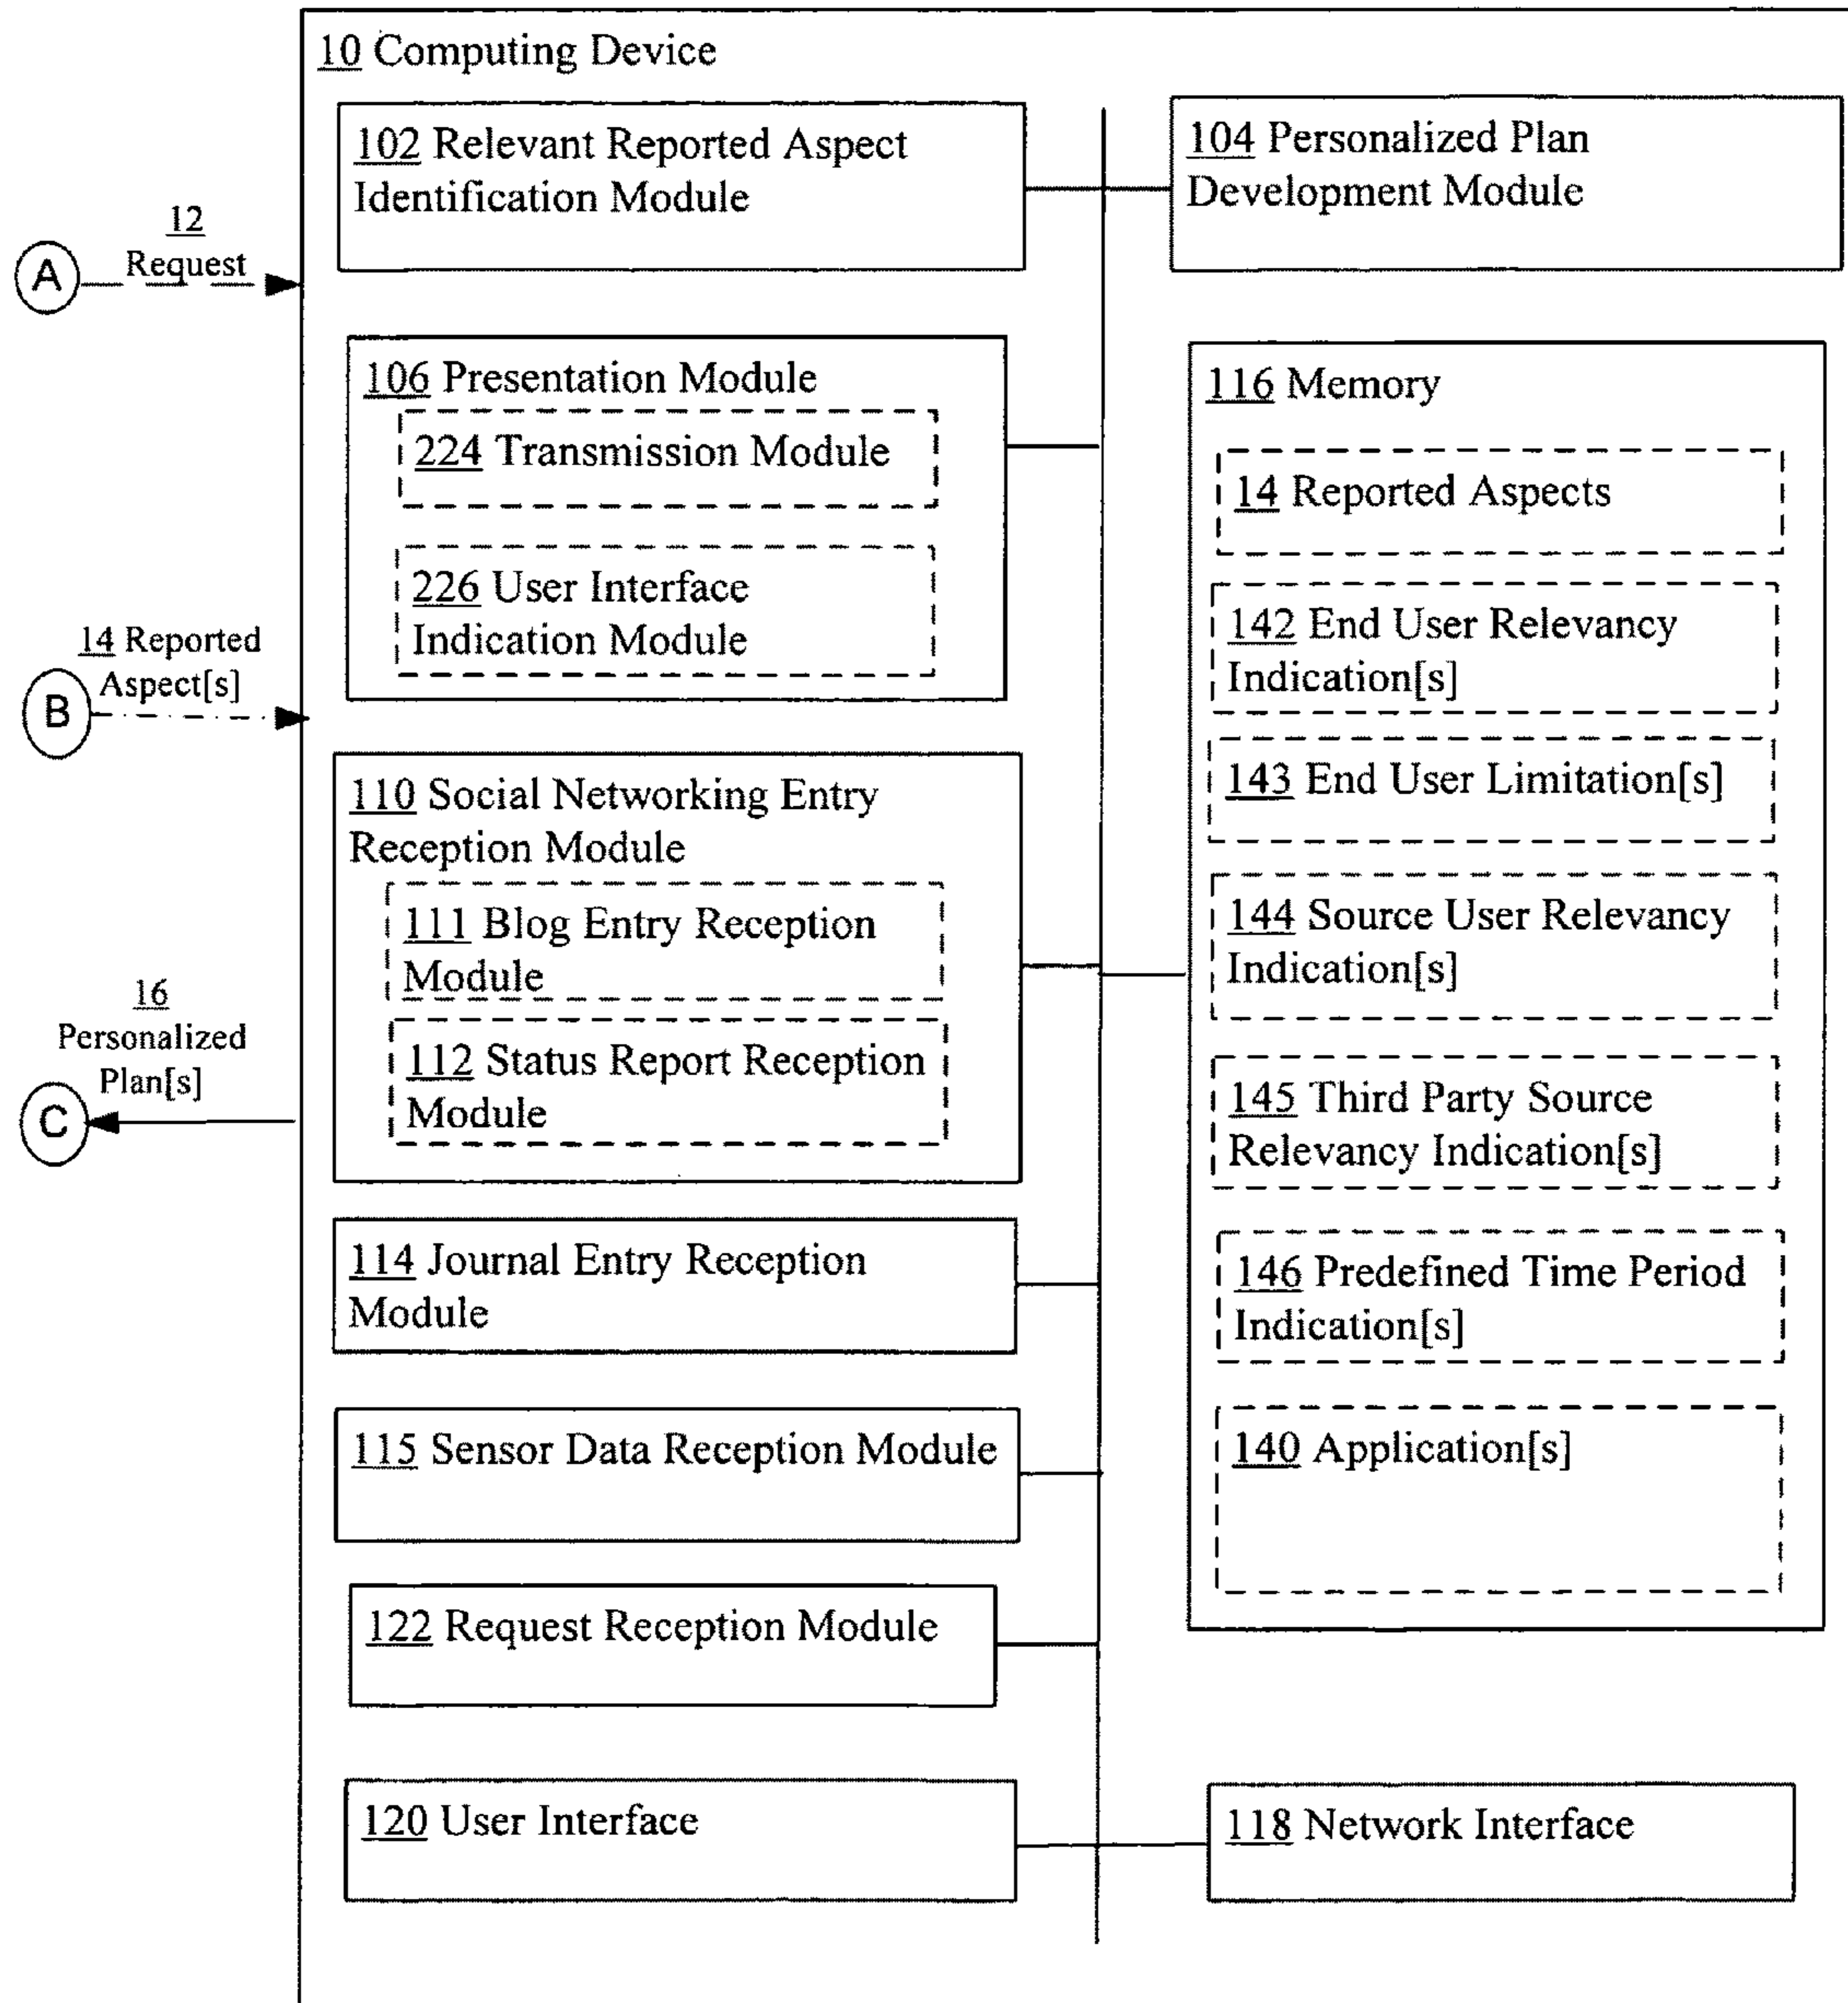 10 Computing Device
102 Relevant Reported Aspect
Identification Module
104 Personalized Plan
Development Module
12
Request
A
106 Presentation Module
224 Transmission Module
226 User Interface
Indication Module
14 Reported
Aspect[s]
B
110 Social Networking Entry
Reception Module
111 Blog Entry Reception
Module
112 Status Report Reception
Module
16
Personalized
Plan[s]
C
114 Journal Entry Reception
Module
115 Sensor Data Reception Module
122 Request Reception Module
120 User Interface
116 Memory
14 Reported Aspects
142 End User Relevancy
Indication[s]
143 End User Limitation[s]
144 Source User Relevancy
Indication[s]
145 Third Party Source
Relevancy Indication[s]
146 Predefined Time Period
Indication[s]
140 Application[s]
118 Network Interface